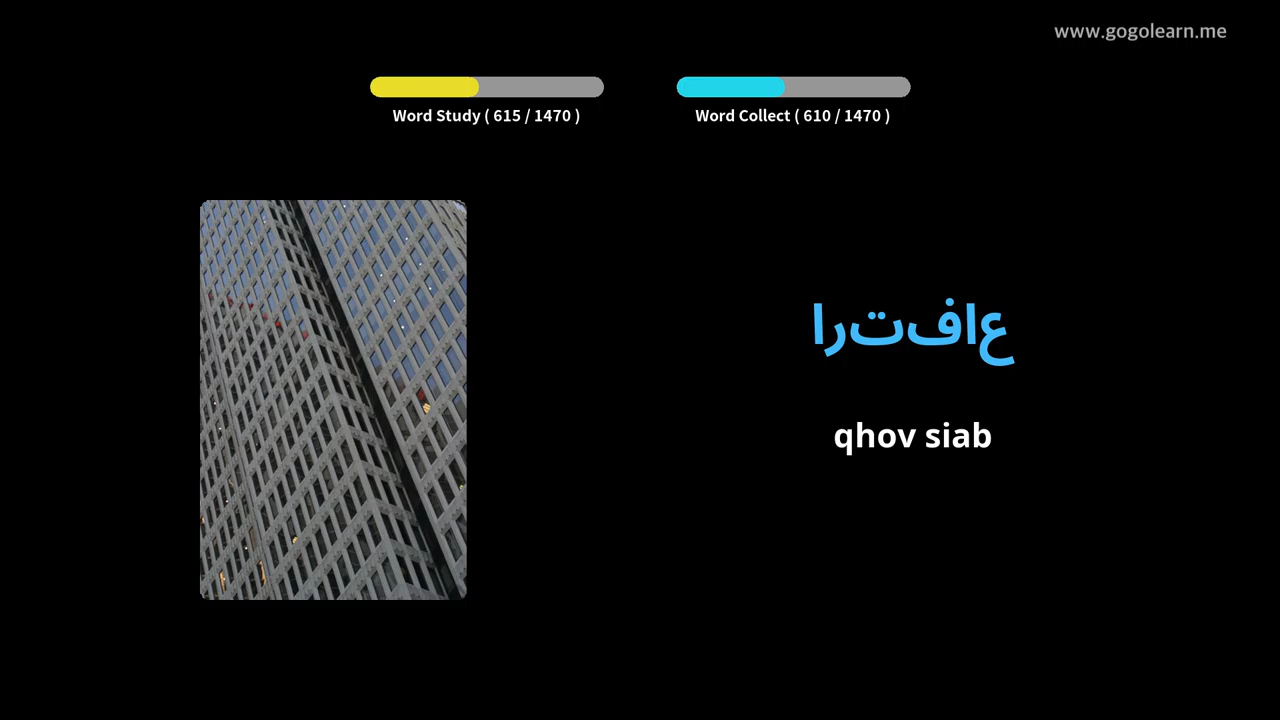 www.gogolearn.me
Word Study ( 615 / 1470 )
Word Collect ( 610 / 1470 )
ارتفاع
qhov siab